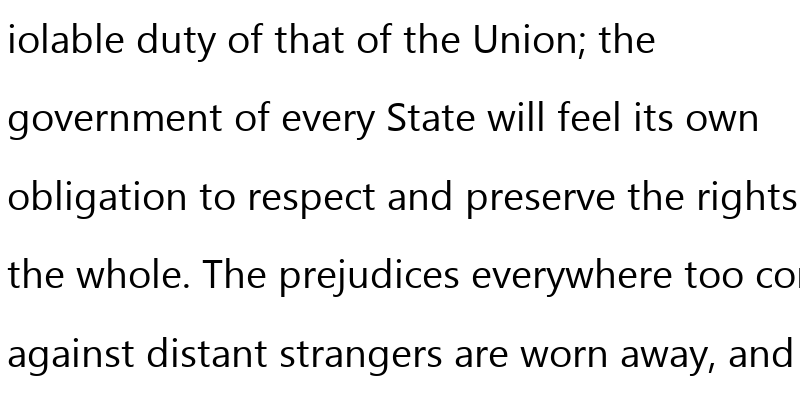 iolable duty of that of the Union; the
government of every State will feel its own
obligation to respect and preserve the rights
the whole. The prejudices everywhere too
against distant strangers are worn away, and